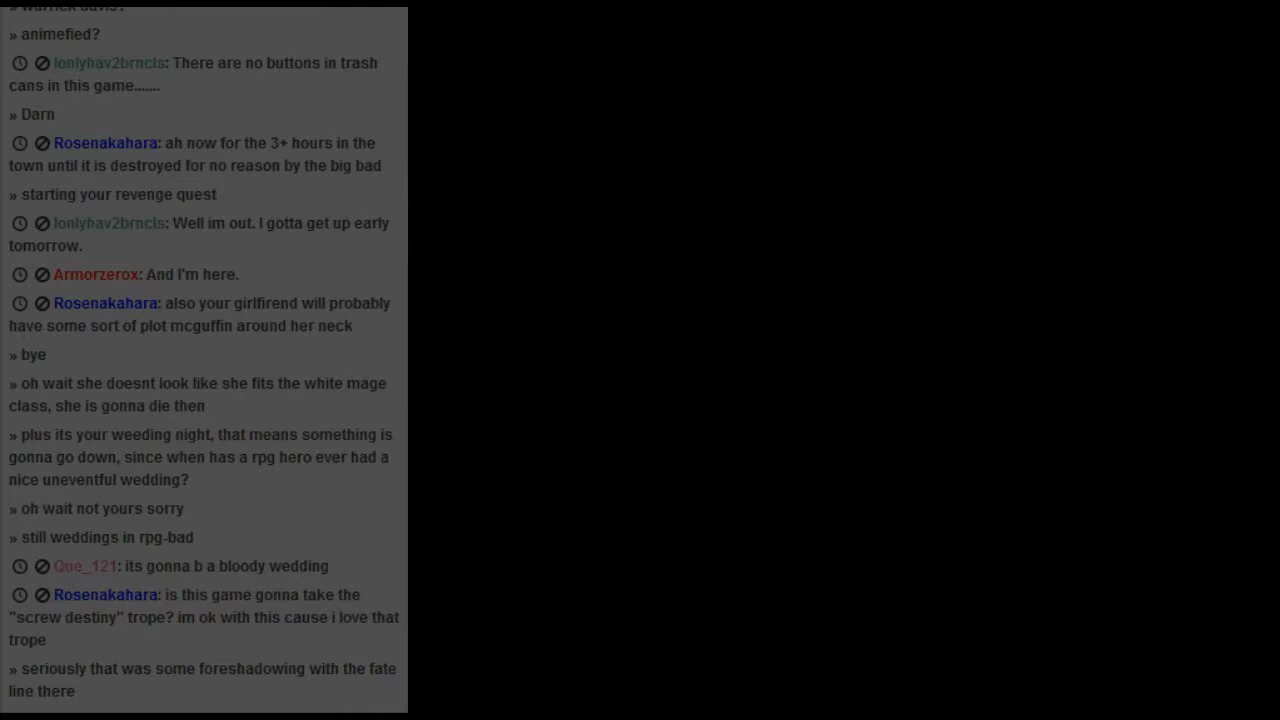 » warrick davis?
» animefied?
lonlyhav2brncls: There are no buttons in trash
cans in this game.......
» Darn
Rosenakahara: ah now for the 3+ hours in the
town until it is destroyed for no reason by the big bad
» starting your revenge quest
lonlyhav2brncls: Well im out. I gotta get up early
tomorrow.
Armorzerox: And I'm here.
Rosenakahara: also your girlfirend will probably
have some sort of plot mcguffin around her neck
» bye
» oh wait she doesnt look like she fits the white mage
class, she is gonna die then
» plus its your weeding night, that means something is
gonna go down, since when has a rpg hero ever had a
nice uneventful wedding?
» oh wait not yours sorry
» still weddings in rpg-bad
Que_121: its gonna b a bloody wedding
Rosenakahara: is this game gonna take the
"screw destiny" trope? im ok with this cause i love that
trope
» seriously that was some foreshadowing with the fate
line there